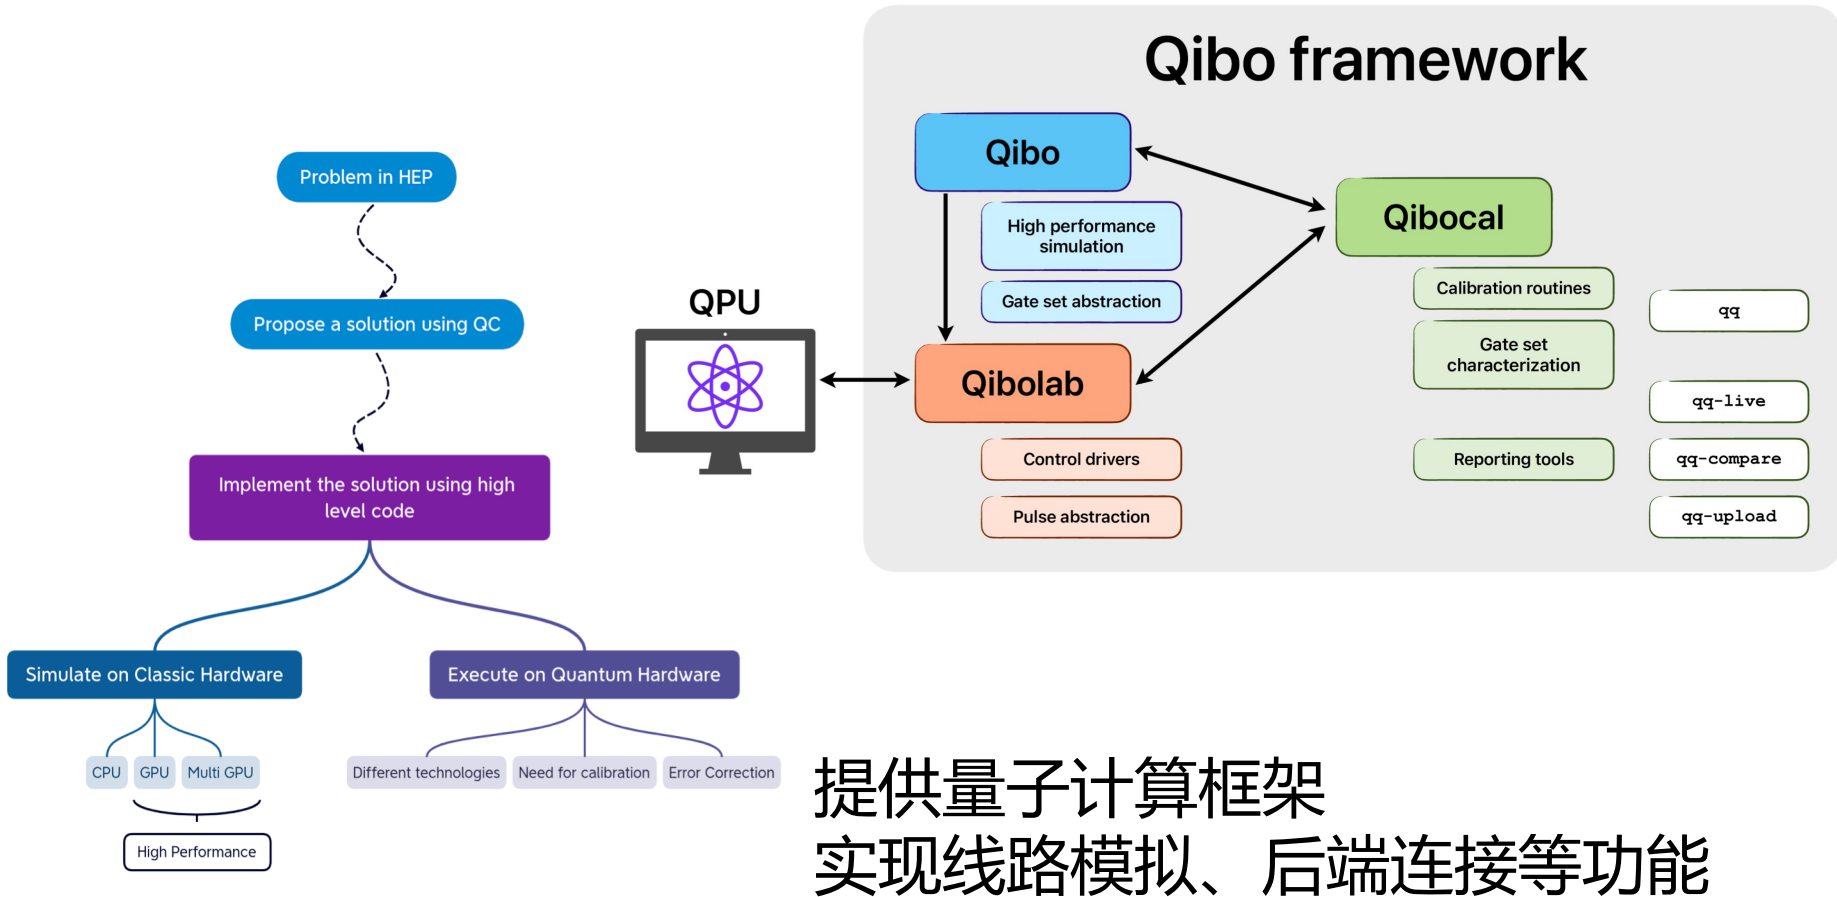 Qibo framework
Qibo
High performance
simulation
Gate set abstraction
Qibocal
Calibration routines
Gate set
characterization
Reporting tools
qq
qq-live
qq-compare
qq-upload
QPU
Qibolab
Control drivers
Pulse abstraction
Problem in HEP
Propose a solution using QC
Implement the solution using high
level code
Simulate on Classic Hardware
Execute on Quantum Hardware
CPU
GPU
Multi GPU
High Performance
Different technologies
Need for calibration
Error Correction
提供量子计算框架
实现线路模拟、后端连接等功能